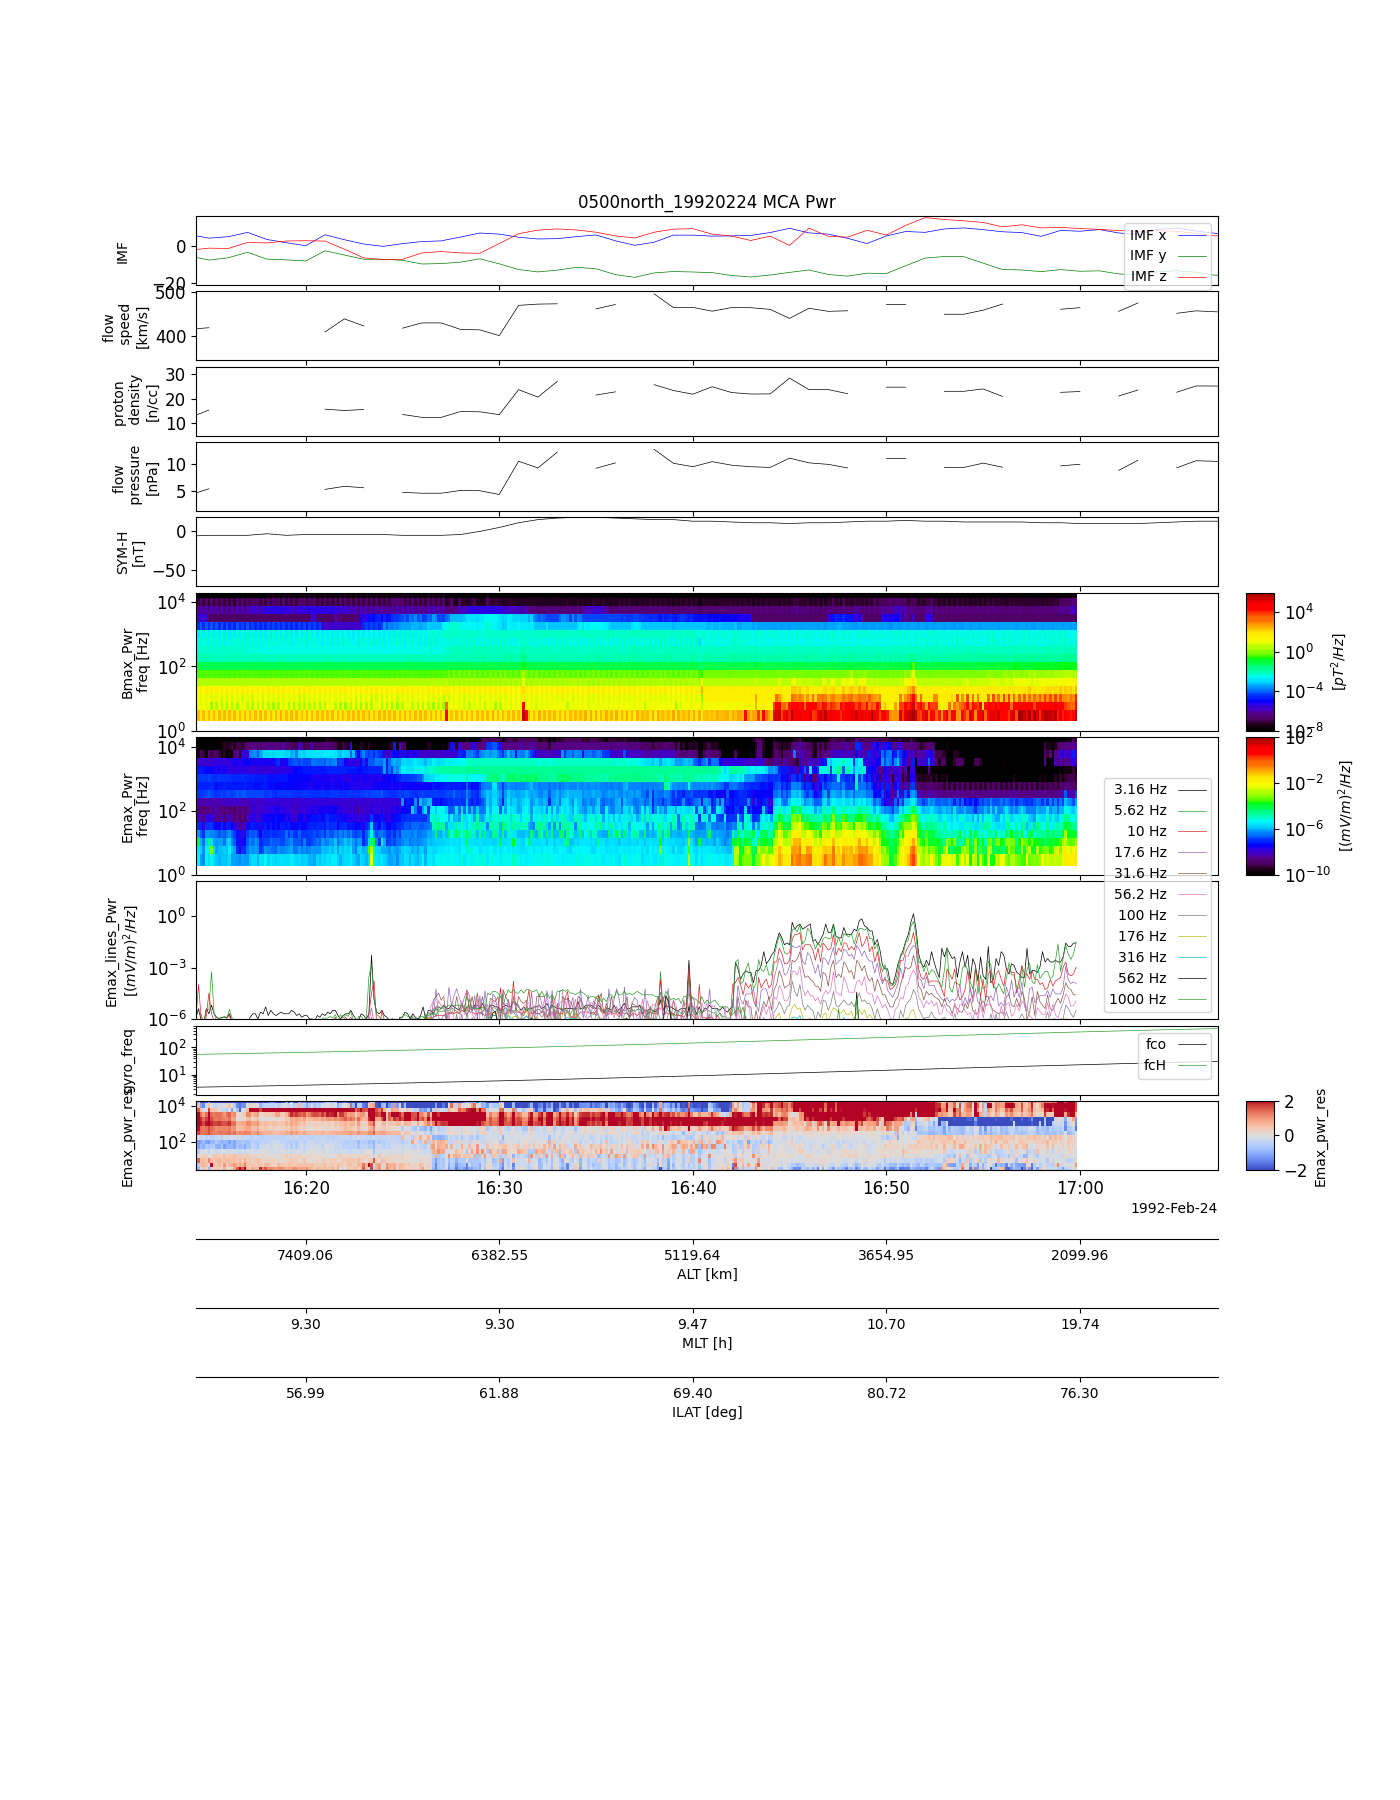 0500north_19920224 MCA Pwr
IMF
0
−20
IMF x
IMF y
IMF z
flow
speed
[km/s]
500
400
proton
density
[n/cc]
30
20
10
flow
pressure
[nPa]
10
5
SYM-H
[nT]
0
−50
Bmax_Pwr
freq [Hz]
10^4
10^2
10^0
10^4
10^0
10^−4
10^−8
[pT^2/Hz]
Emax_Pwr
freq [Hz]
10^4
10^2
10^0
10^2
10^−2
10^−6
10^−10
[(mV/m)^2/Hz]
Emax_lines_Pwr
[(mV/m)^2/Hz]
10^0
10^−3
10^−6
3.16 Hz
5.62 Hz
10 Hz
17.6 Hz
31.6 Hz
56.2 Hz
100 Hz
176 Hz
316 Hz
562 Hz
1000 Hz
gyro_freq
10^2
10^1
fco
fcH
Emax_pwr_res
10^4
10^2
2
0
−2
Emax_pwr_res
16:20 16:30 16:40 16:50 17:00
1992-Feb-24
7409.06 6382.55 5119.64 3654.95 2099.96
ALT [km]
9.30 9.30 9.47 10.70 19.74
MLT [h]
56.99 61.88 69.40 80.72 76.30
ILAT [deg]